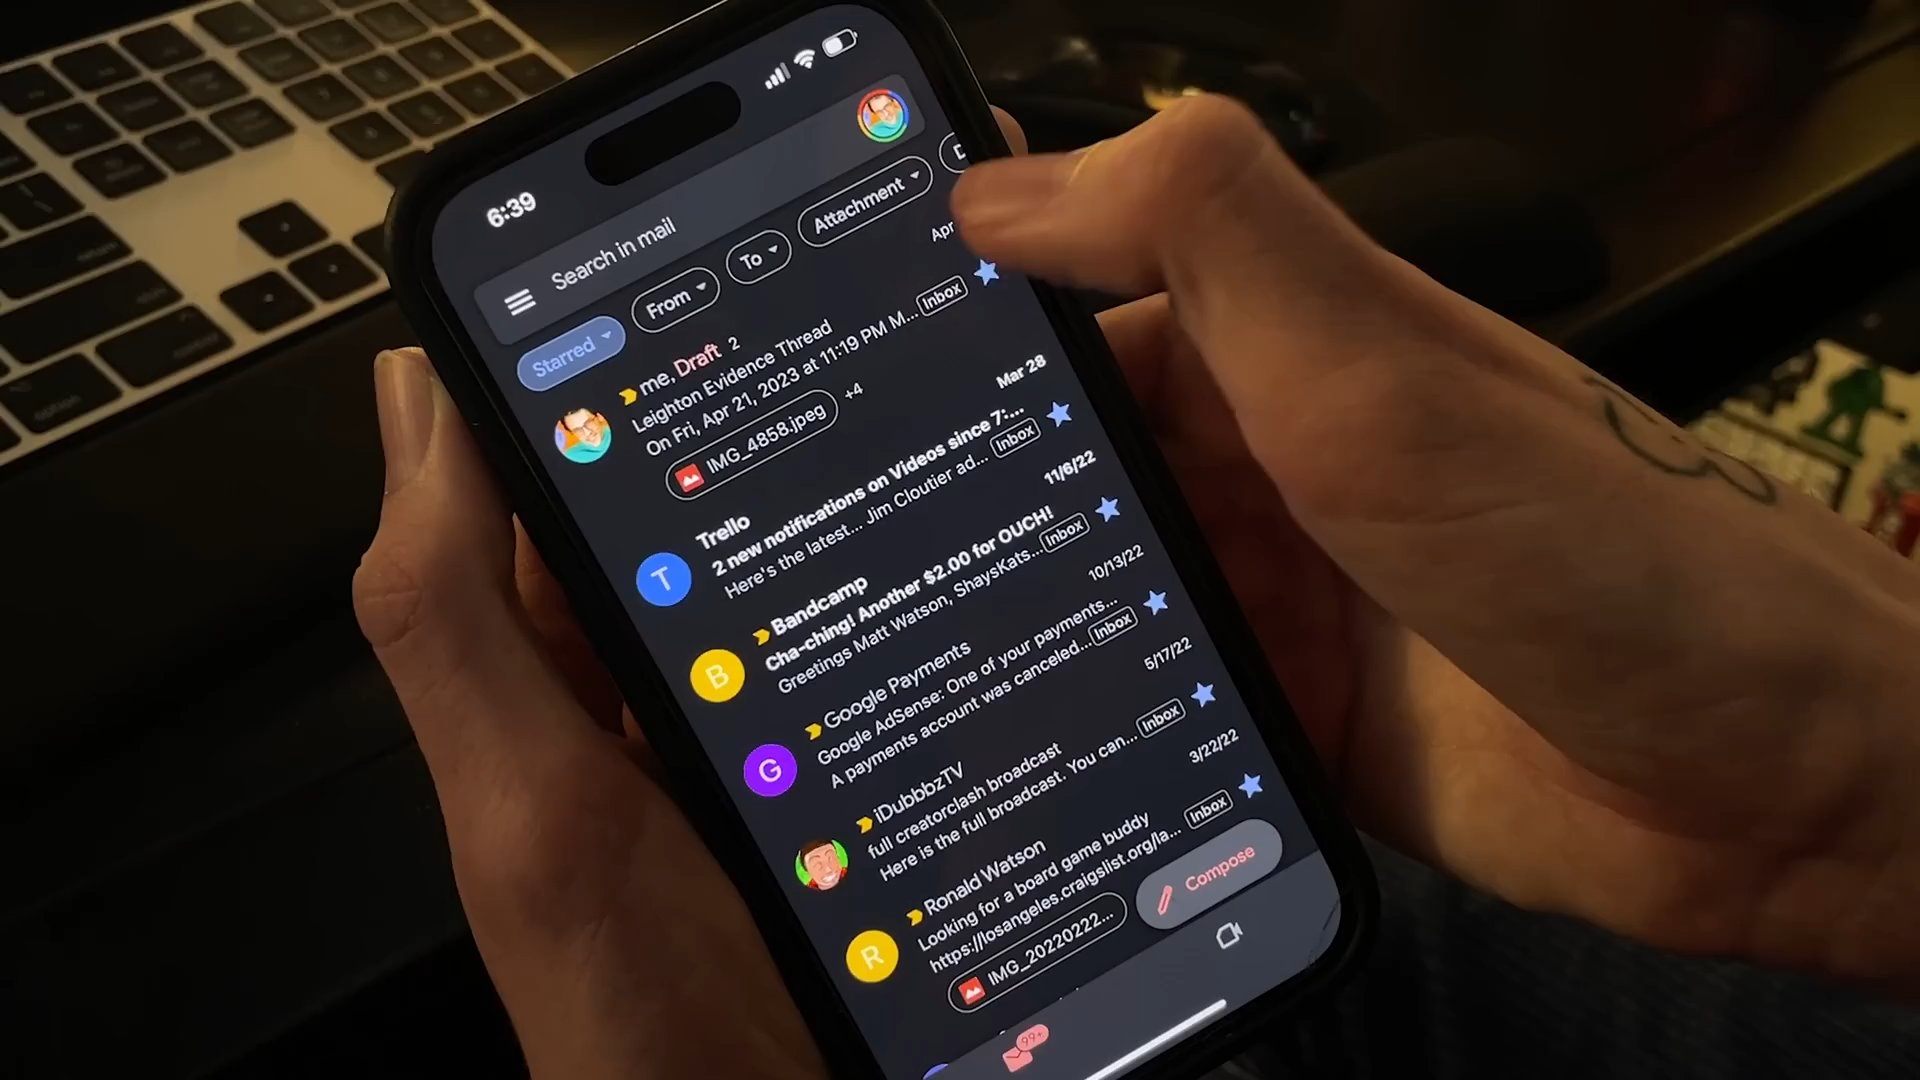 6:39
Search in mail
Starred
From
To
Attachment
D
Apr
me, Draft 2
Leighton Evidence Thread
On Fri, Apr 21, 2023 at 11:19 PM M...
Inbox
IMG_4858.jpeg
+4
Mar 28
T
Trello
2 new notifications on Videos since 7:...
Here's the latest... Jim Cloutier ad...
Inbox
11/6/22
B
Bandcamp
Cha-ching! Another $2.00 for OUCH!
Greetings Matt Watson, ShaysKats...
Inbox
10/13/22
G
Google Payments
Google AdSense: One of your payments...
A payments account was canceled...
Inbox
5/17/22
iDubbbzTV
full creatorclash broadcast
Here is the full broadcast. You can...
Inbox
3/22/22
R
Ronald Watson
Looking for a board game buddy
https://losangeles.craigslist.org/la...
Inbox
IMG_20220222...
Compose
99+
option
control